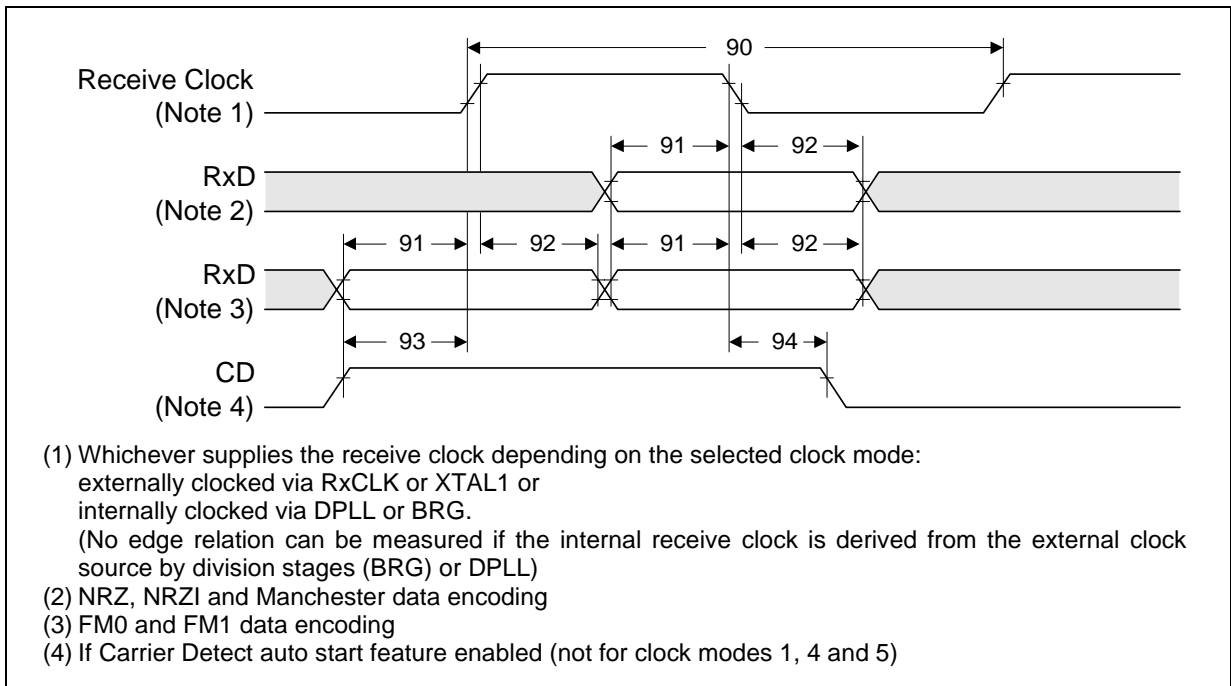 90
Receive Clock
(Note 1)
91 92
RxD
(Note 2)
91 92 91 92
RxD
(Note 3)
93 94
CD
(Note 4)
(1) Whichever supplies the receive clock depending on the selected clock mode:
externally clocked via RxCLK or XTAL1 or
internally clocked via DPLL or BRG.
(No edge relation can be measured if the internal receive clock is derived from the external clock
source by division stages (BRG) or DPLL)
(2) NRZ, NRZI and Manchester data encoding
(3) FM0 and FM1 data encoding
(4) If Carrier Detect auto start feature enabled (not for clock modes 1, 4 and 5)